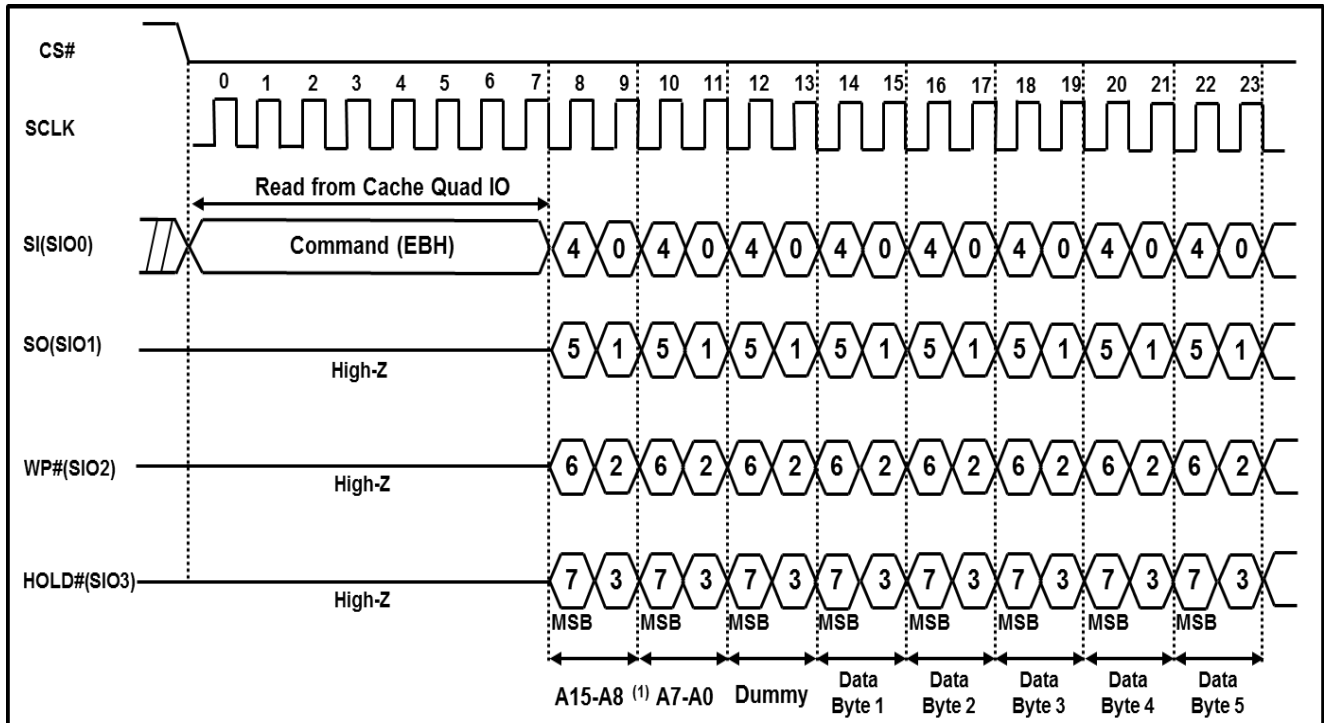 CS#
0 1 2 3 4 5 6 7 8 9 10 11 12 13 14 15 16 17 18 19 20 21 22 23
SCLK
Read from Cache Quad IO
SI(SIO0) Command (EBH) 4 0 4 0 4 0 4 0 4 0 4 0 4 0 4 0
SO(SIO1) 5 1 5 1 5 1 5 1 5 1 5 1 5 1 5 1
High-Z
WP#(SIO2) 6 2 6 2 6 2 6 2 6 2 6 2 6 2 6 2
High-Z
HOLD#(SIO3) 7 3 7 3 7 3 7 3 7 3 7 3 7 3 7 3
High-Z
MSB MSB MSB MSB MSB MSB MSB MSB
A15-A8 (1) A7-A0 Dummy Data Data Data Data Data
Byte 1 Byte 2 Byte 3 Byte 4 Byte 5